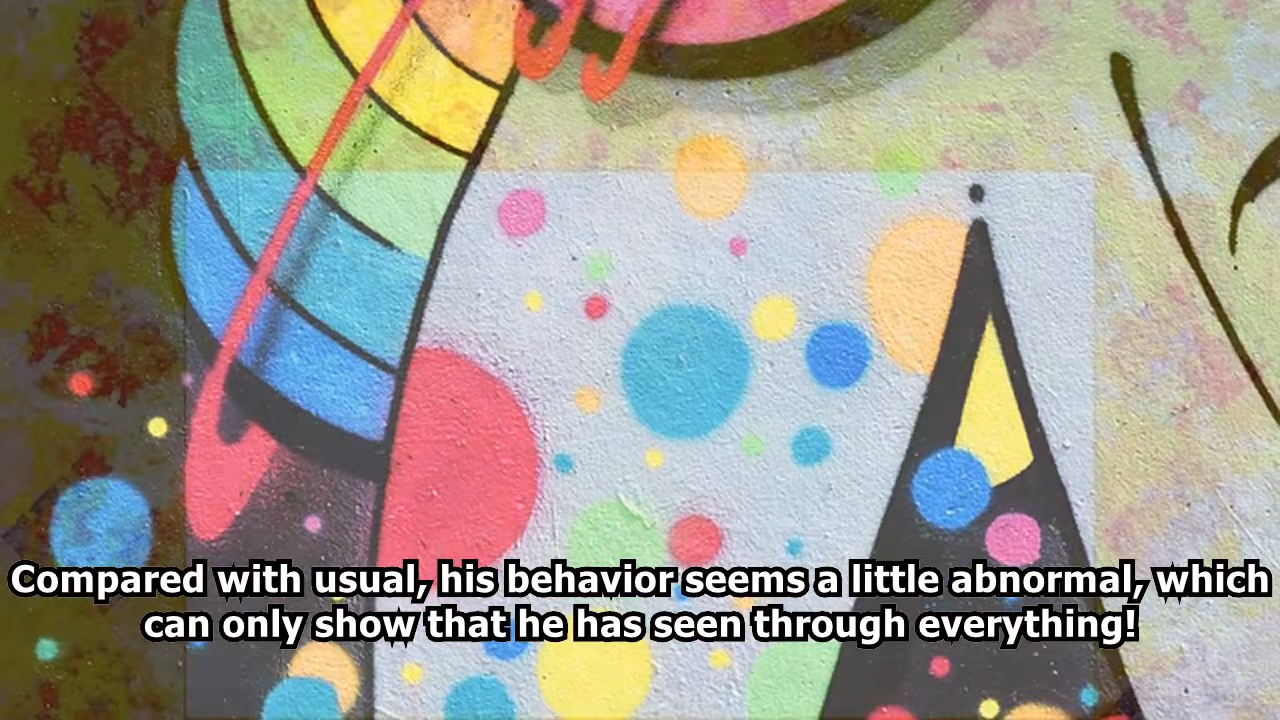 Compared with usual, his behavior seems a little abnormal, which
can only show that he has seen through everything!